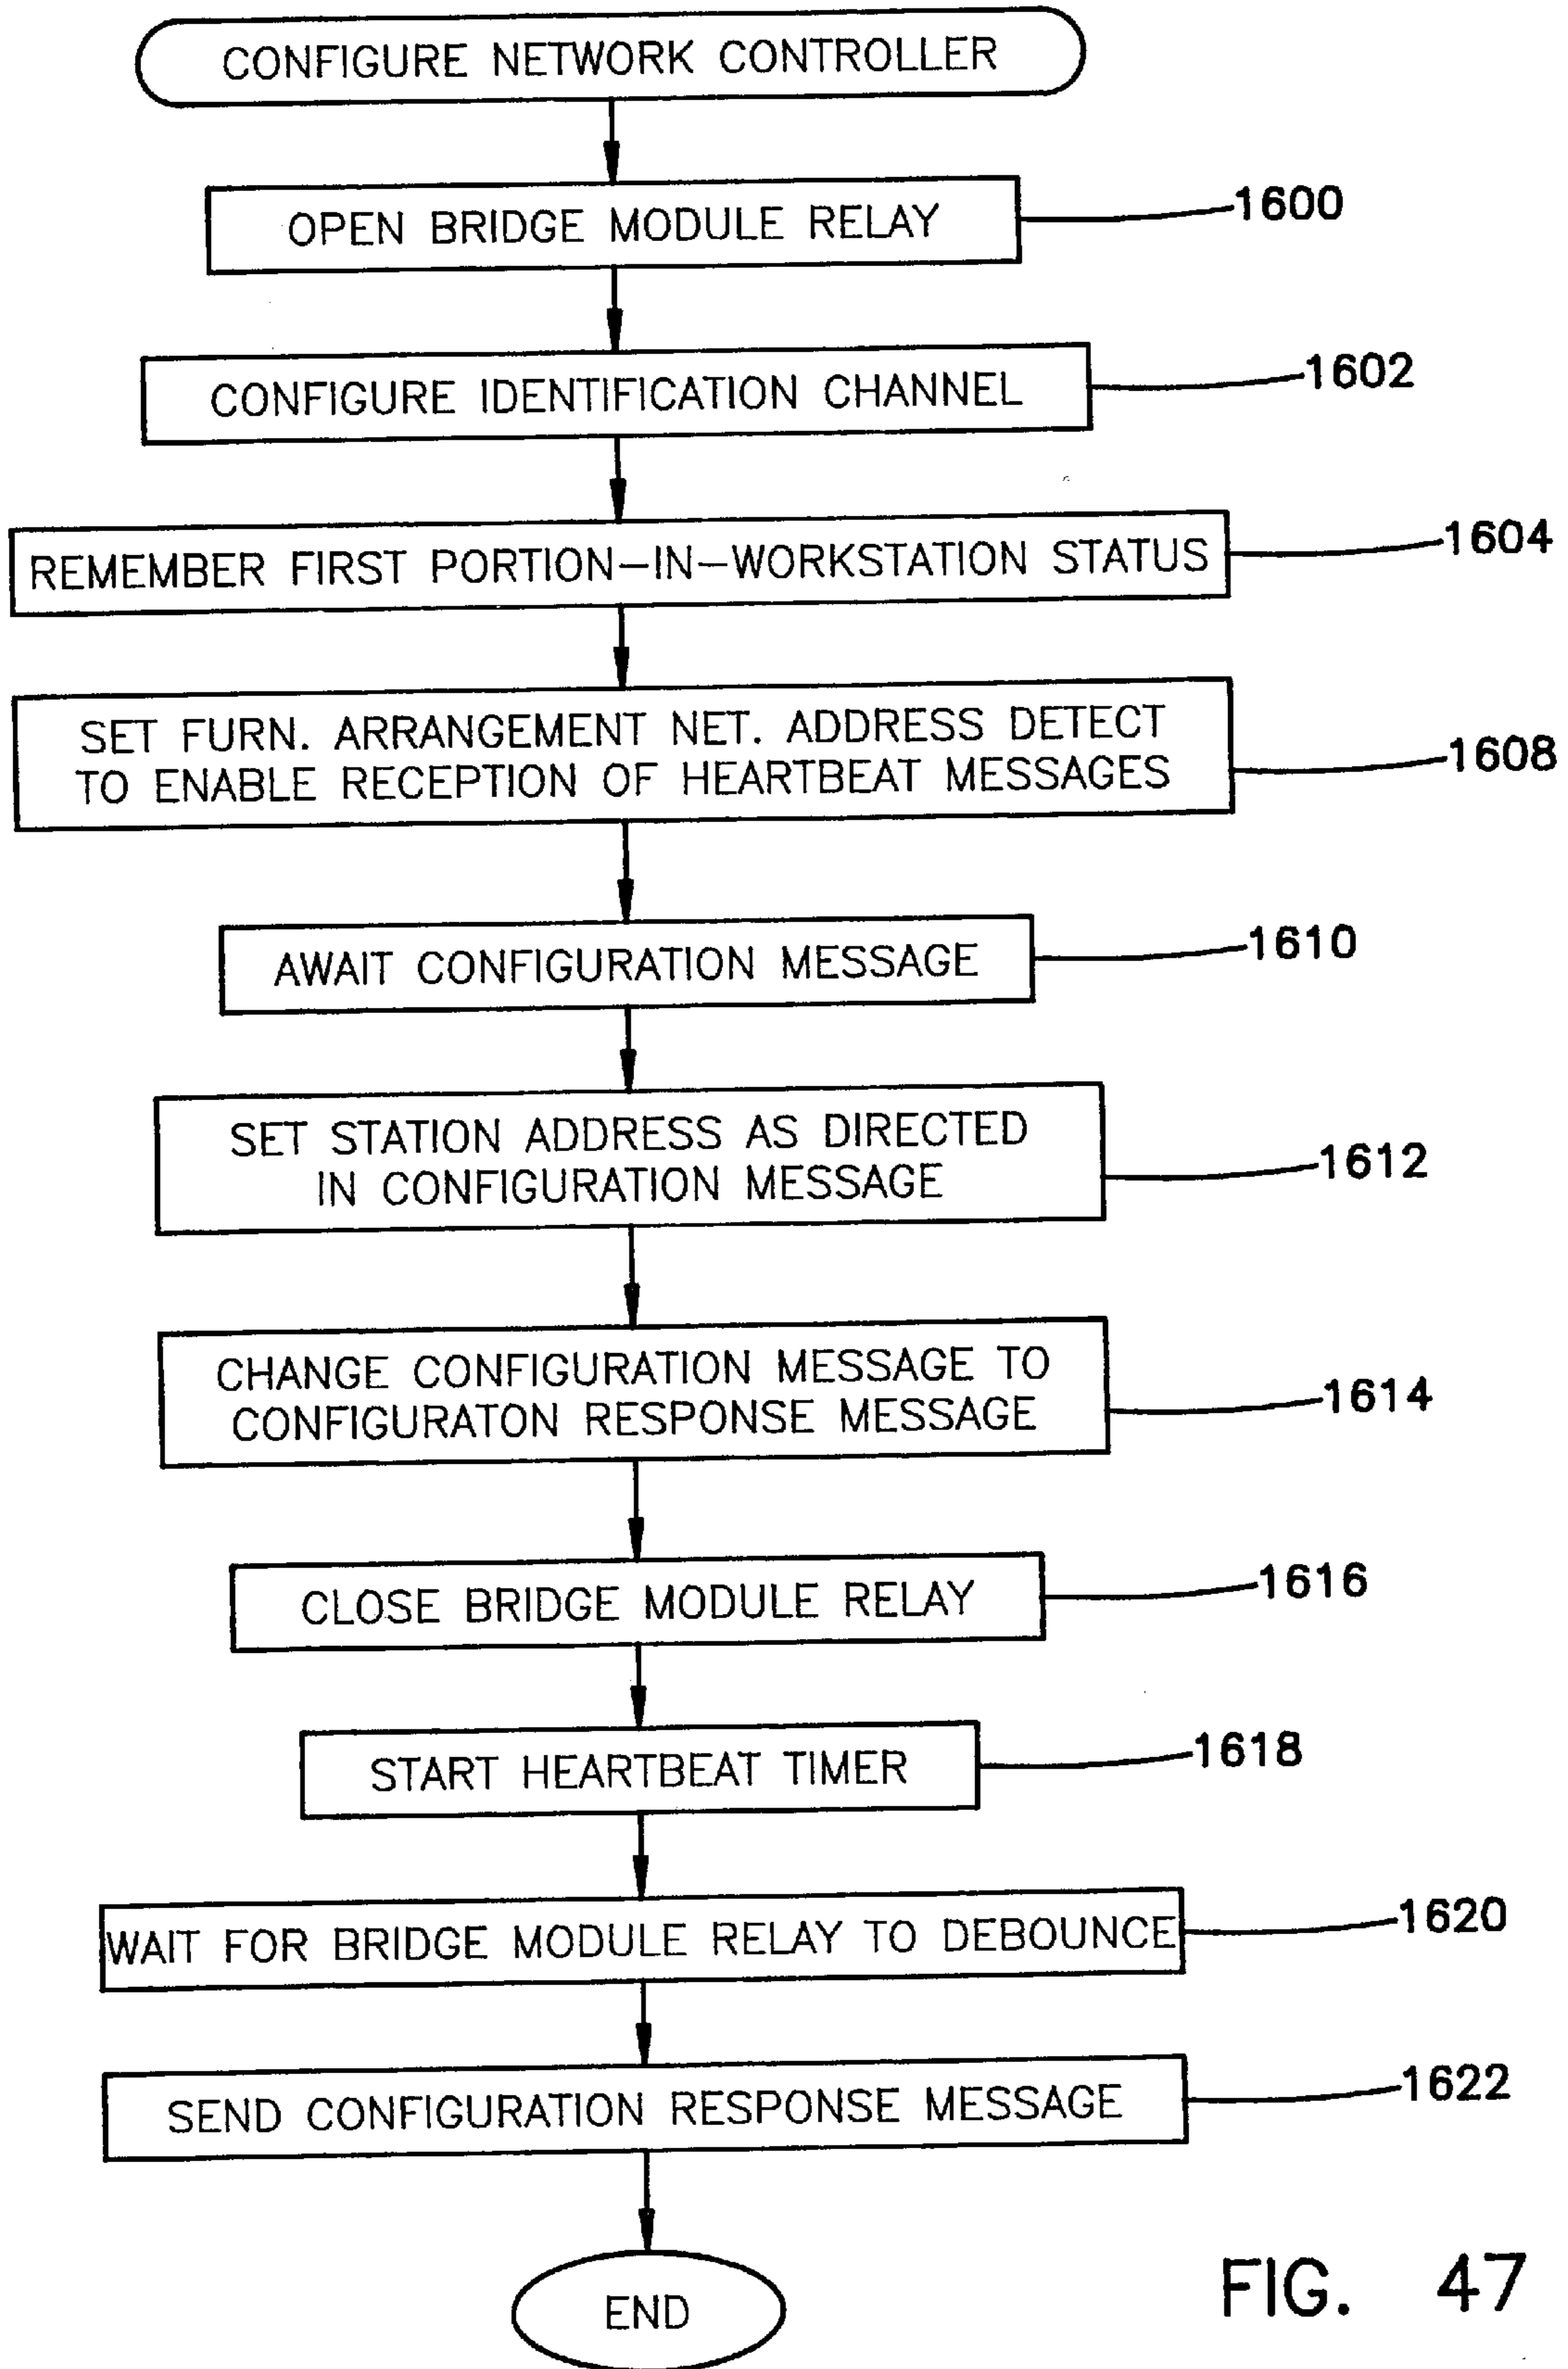 CONFIGURE NETWORK CONTROLLER
OPEN BRIDGE MODULE RELAY
1600
CONFIGURE IDENTIFICATION CHANNEL
1602
REMEMBER FIRST PORTION-IN-WORKSTATION STATUS
1604
SET FURN. ARRANGEMENT NET. ADDRESS DETECT
TO ENABLE RECEPTION OF HEARTBEAT MESSAGES
1608
AWAIT CONFIGURATION MESSAGE
1610
SET STATION ADDRESS AS DIRECTED
IN CONFIGURATION MESSAGE
1612
CHANGE CONFIGURATION MESSAGE TO
CONFIGURATON RESPONSE MESSAGE
1614
CLOSE BRIDGE MODULE RELAY
1616
START HEARTBEAT TIMER
1618
WAIT FOR BRIDGE MODULE RELAY TO DEBOUNCE
1620
SEND CONFIGURATION RESPONSE MESSAGE
1622
END
FIG. 47